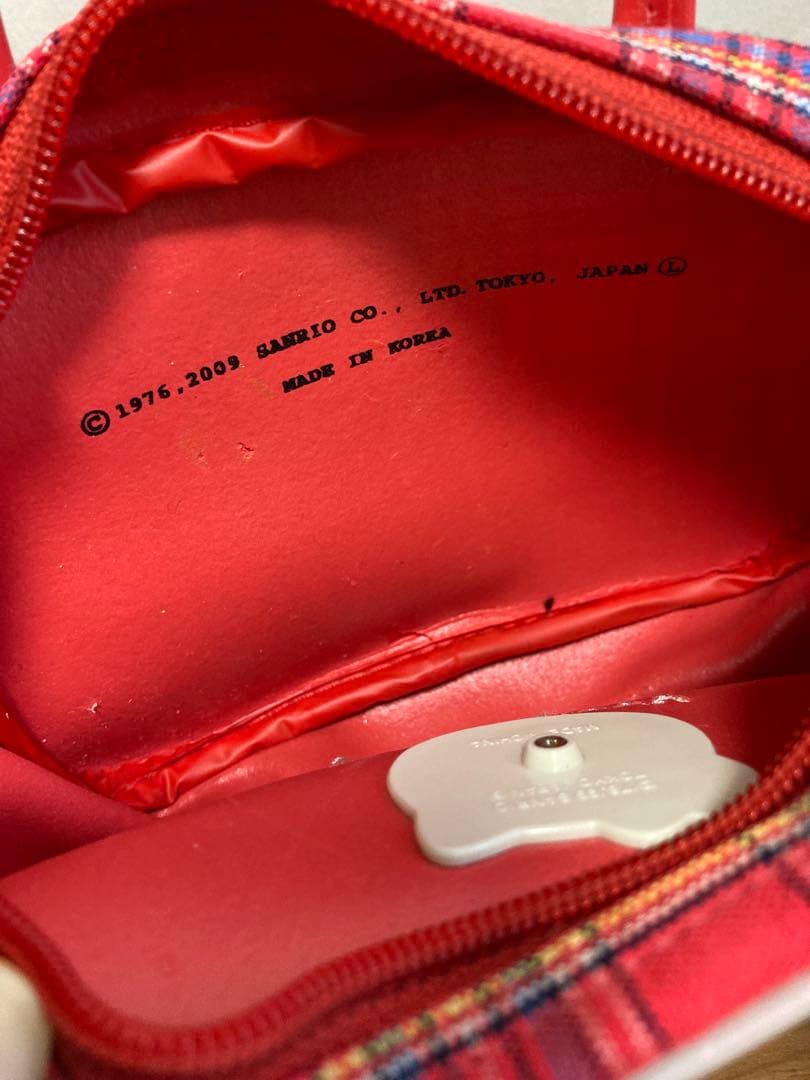 © 1976, 2009 SANRIO CO., LTD. TOKYO, JAPAN Ⓛ
MADE IN KOREA